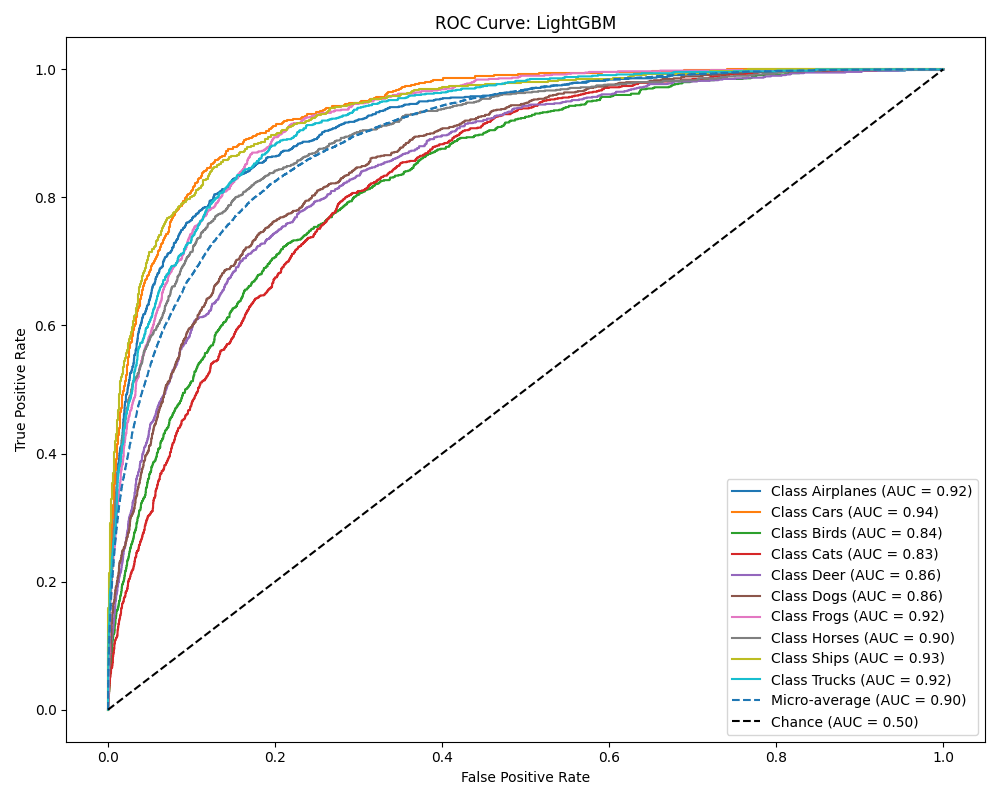 ROC Curve: LightGBM
True Positive Rate
1.0
0.8
0.6
0.4
0.2
0.0
Class Airplanes (AUC = 0.92)
Class Cars (AUC = 0.94)
Class Birds (AUC = 0.84)
Class Cats (AUC = 0.83)
Class Deer (AUC = 0.86)
Class Dogs (AUC = 0.86)
Class Frogs (AUC = 0.92)
Class Horses (AUC = 0.90)
Class Ships (AUC = 0.93)
Class Trucks (AUC = 0.92)
Micro-average (AUC = 0.90)
Chance (AUC = 0.50)
0.0 0.2 0.4 0.6 0.8 1.0
False Positive Rate